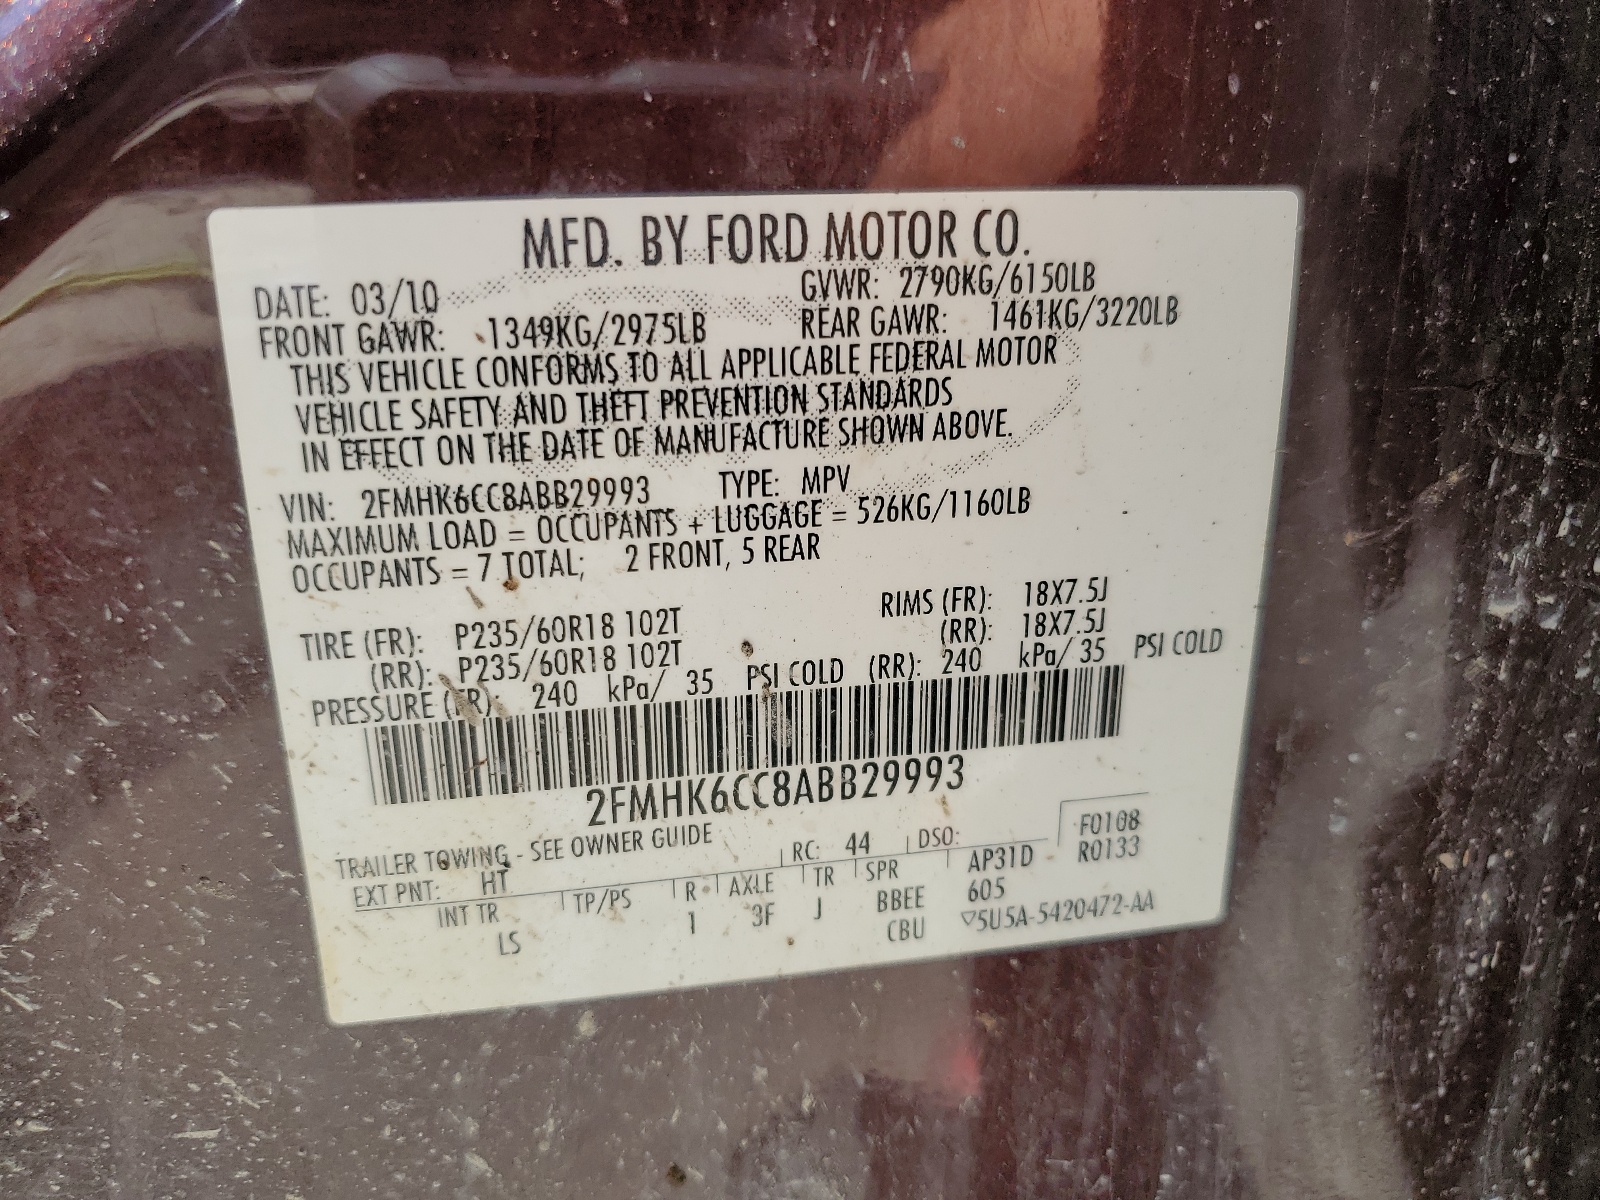 MFD. BY FORD MOTOR CO.
DATE: 03/10 GVWR: 2790KG/6150LB
FRONT GAWR: 1349KG/2975LB REAR GAWR: 1461KG/3220LB
THIS VEHICLE CONFORMS TO ALL APPLICABLE FEDERAL MOTOR
VEHICLE SAFETY AND THEFT PREVENTION STANDARDS
IN EFFECT ON THE DATE OF MANUFACTURE SHOWN ABOVE.
VIN: 2FMHK6CC8ABB29993 TYPE: MPV
MAXIMUM LOAD = OCCUPANTS + LUGGAGE = 526KG/1160LB
OCCUPANTS = 7 TOTAL; 2 FRONT, 5 REAR
TIRE (FR): P235/60R18 102T RIMS (FR): 18X7.5J
(RR): P235/60R18 102T (RR): 18X7.5J
PRESSURE (FR): 240 kPa/ 35 PSI COLD (RR): 240 kPa/ 35 PSI COLD
2FMHK6CC8ABB29993
TRAILER TOWING - SEE OWNER GUIDE RC: 44 DSO: F0108
EXT PNT: HT AP31D R0133
INT TR TP/PS R AXLE TR SPR 605
LS 1 3F J BBEE
CBU ▽5U5A-5420472-AA